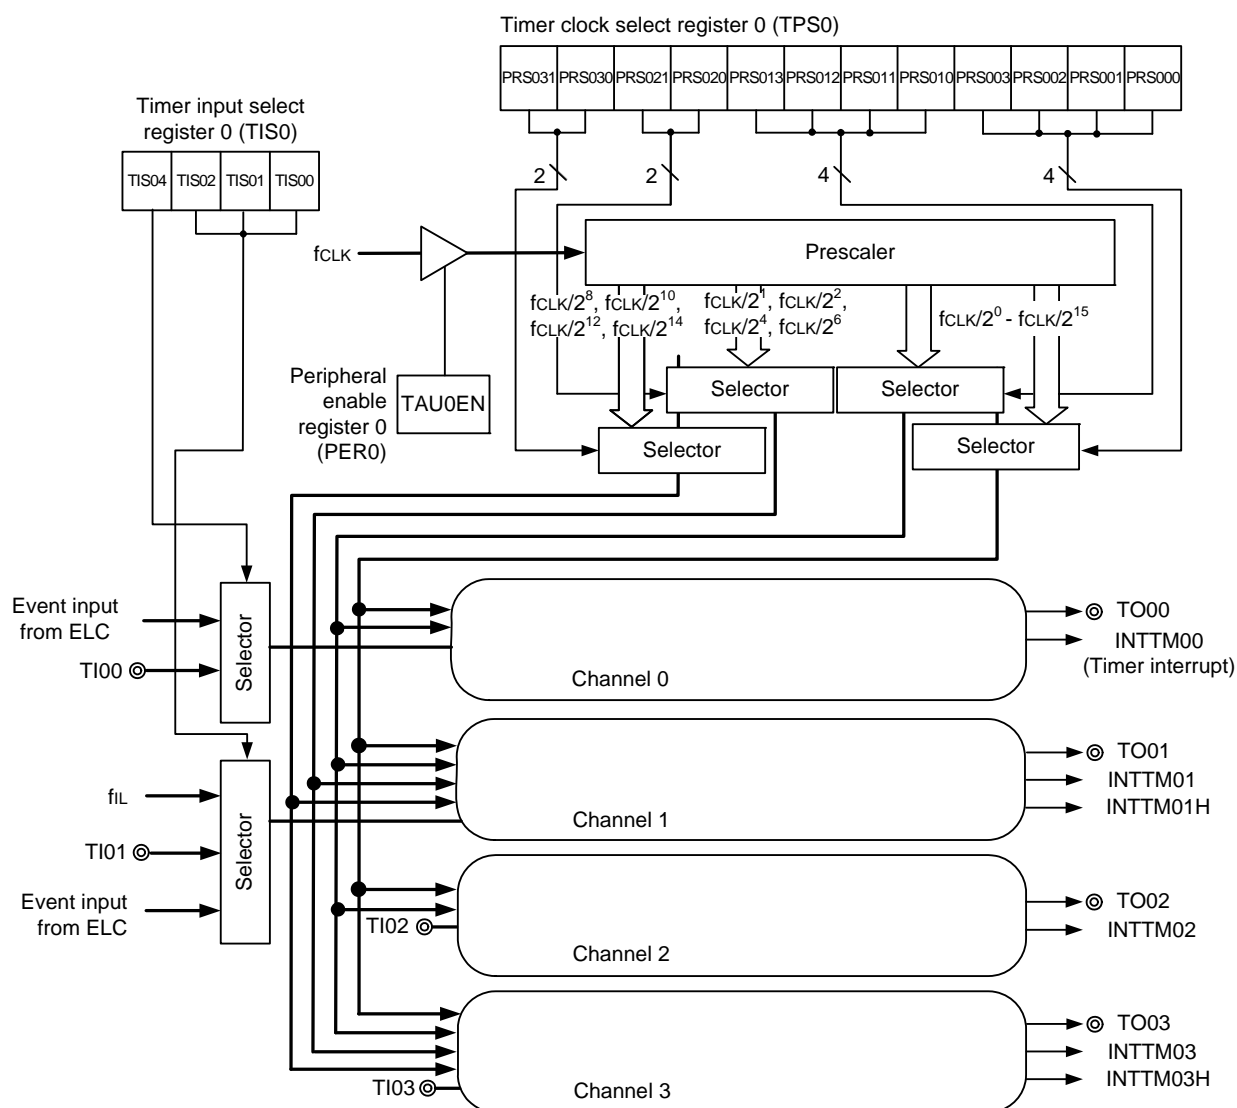 Timer clock select register 0 (TPS0)
PRS031 PRS030 PRS021 PRS020 PRS013 PRS012 PRS011 PRS010 PRS003 PRS002 PRS001 PRS000
Timer input select
register 0 (TIS0)
TIS04 TIS02 TIS01 TIS00
2 2 4 4
fCLK
Prescaler
fCLK/2^8, fCLK/2^10,
fCLK/2^12, fCLK/2^14
fCLK/2^1, fCLK/2^2,
fCLK/2^4, fCLK/2^6
fCLK/2^0 - fCLK/2^15
Peripheral
enable
register 0
(PER0)
TAU0EN
Selector
Selector
Selector
Selector
Event input
from ELC
TI00
Selector
Channel 0
TO00
INTTM00
(Timer interrupt)
fIL
TI01
Event input
from ELC
Selector
Channel 1
TO01
INTTM01
INTTM01H
TI02
Channel 2
TO02
INTTM02
TI03
Channel 3
TO03
INTTM03
INTTM03H